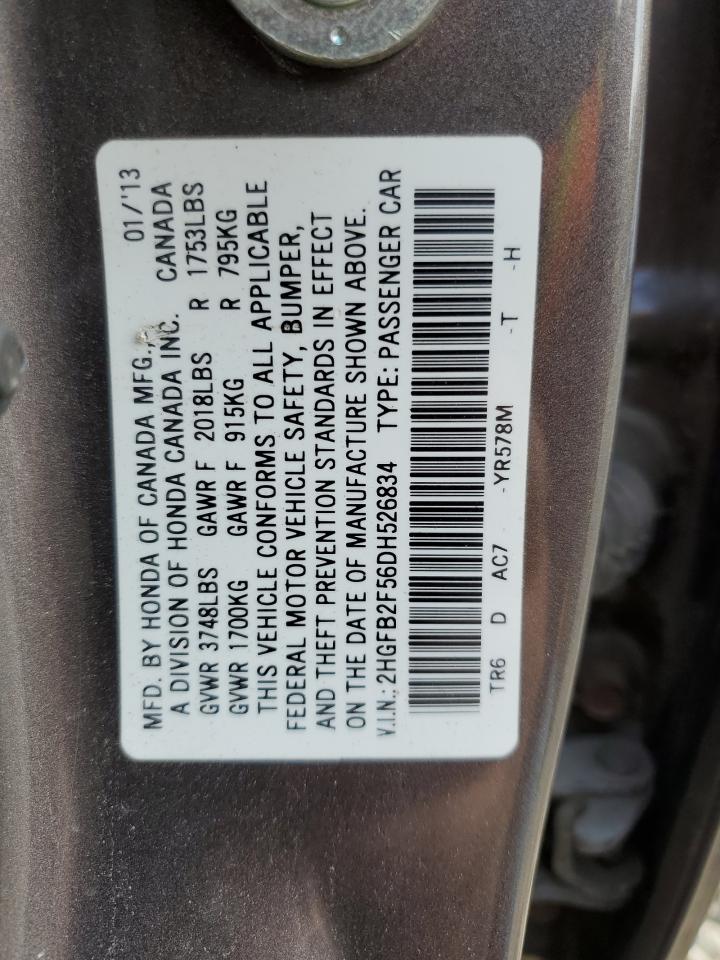 MFD. BY HONDA OF CANADA MFG., 01/'13
A DIVISION OF HONDA CANADA INC. CANADA
GVWR 3748LBS GAWR F 2018LBS R 1753LBS
GVWR 1700KG GAWR F 915KG R 795KG
THIS VEHICLE CONFORMS TO ALL APPLICABLE
FEDERAL MOTOR VEHICLE SAFETY, BUMPER,
AND THEFT PREVENTION STANDARDS IN EFFECT
ON THE DATE OF MANUFACTURE SHOWN ABOVE.
V.I.N.: 2HGFB2F56DH526834 TYPE: PASSENGER CAR
TR6 D AC7 -YR578M -T -H